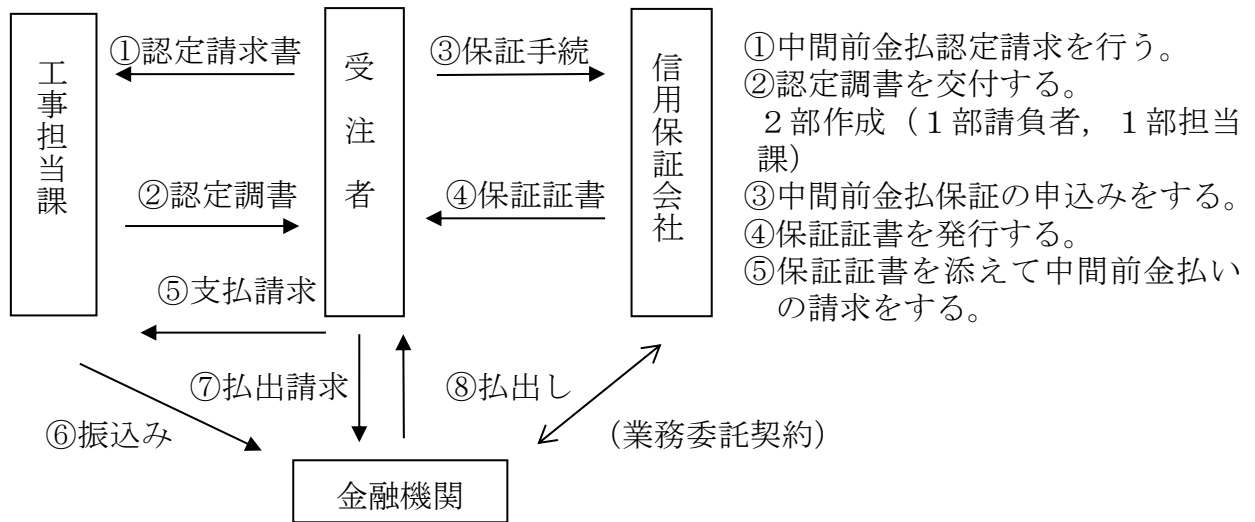 工事担当課
①認定請求書
受注者
③保証手続
信用保証会社
②認定調書
④保証証書
⑤支払請求
⑦払出請求
⑧払出し
⑥振込み
（業務委託契約）
金融機関
①中間前金払認定請求を行う。
②認定調書を交付する。
２部作成（１部請負者，１部担当
課）
③中間前金払保証の申込みをする。
④保証証書を発行する。
⑤保証証書を添えて中間前金払い
の請求をする。